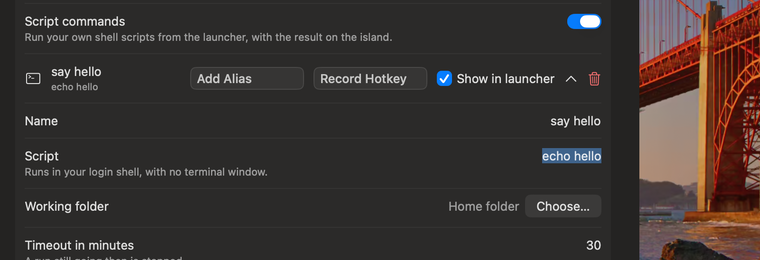 Script commands
Run your own shell scripts from the launcher, with the result on the island.
say hello
echo hello
Add Alias
Record Hotkey
Show in launcher
Name
say hello
Script
echo hello
Runs in your login shell, with no terminal window.
Working folder
Home folder
Choose...
Timeout in minutes
30